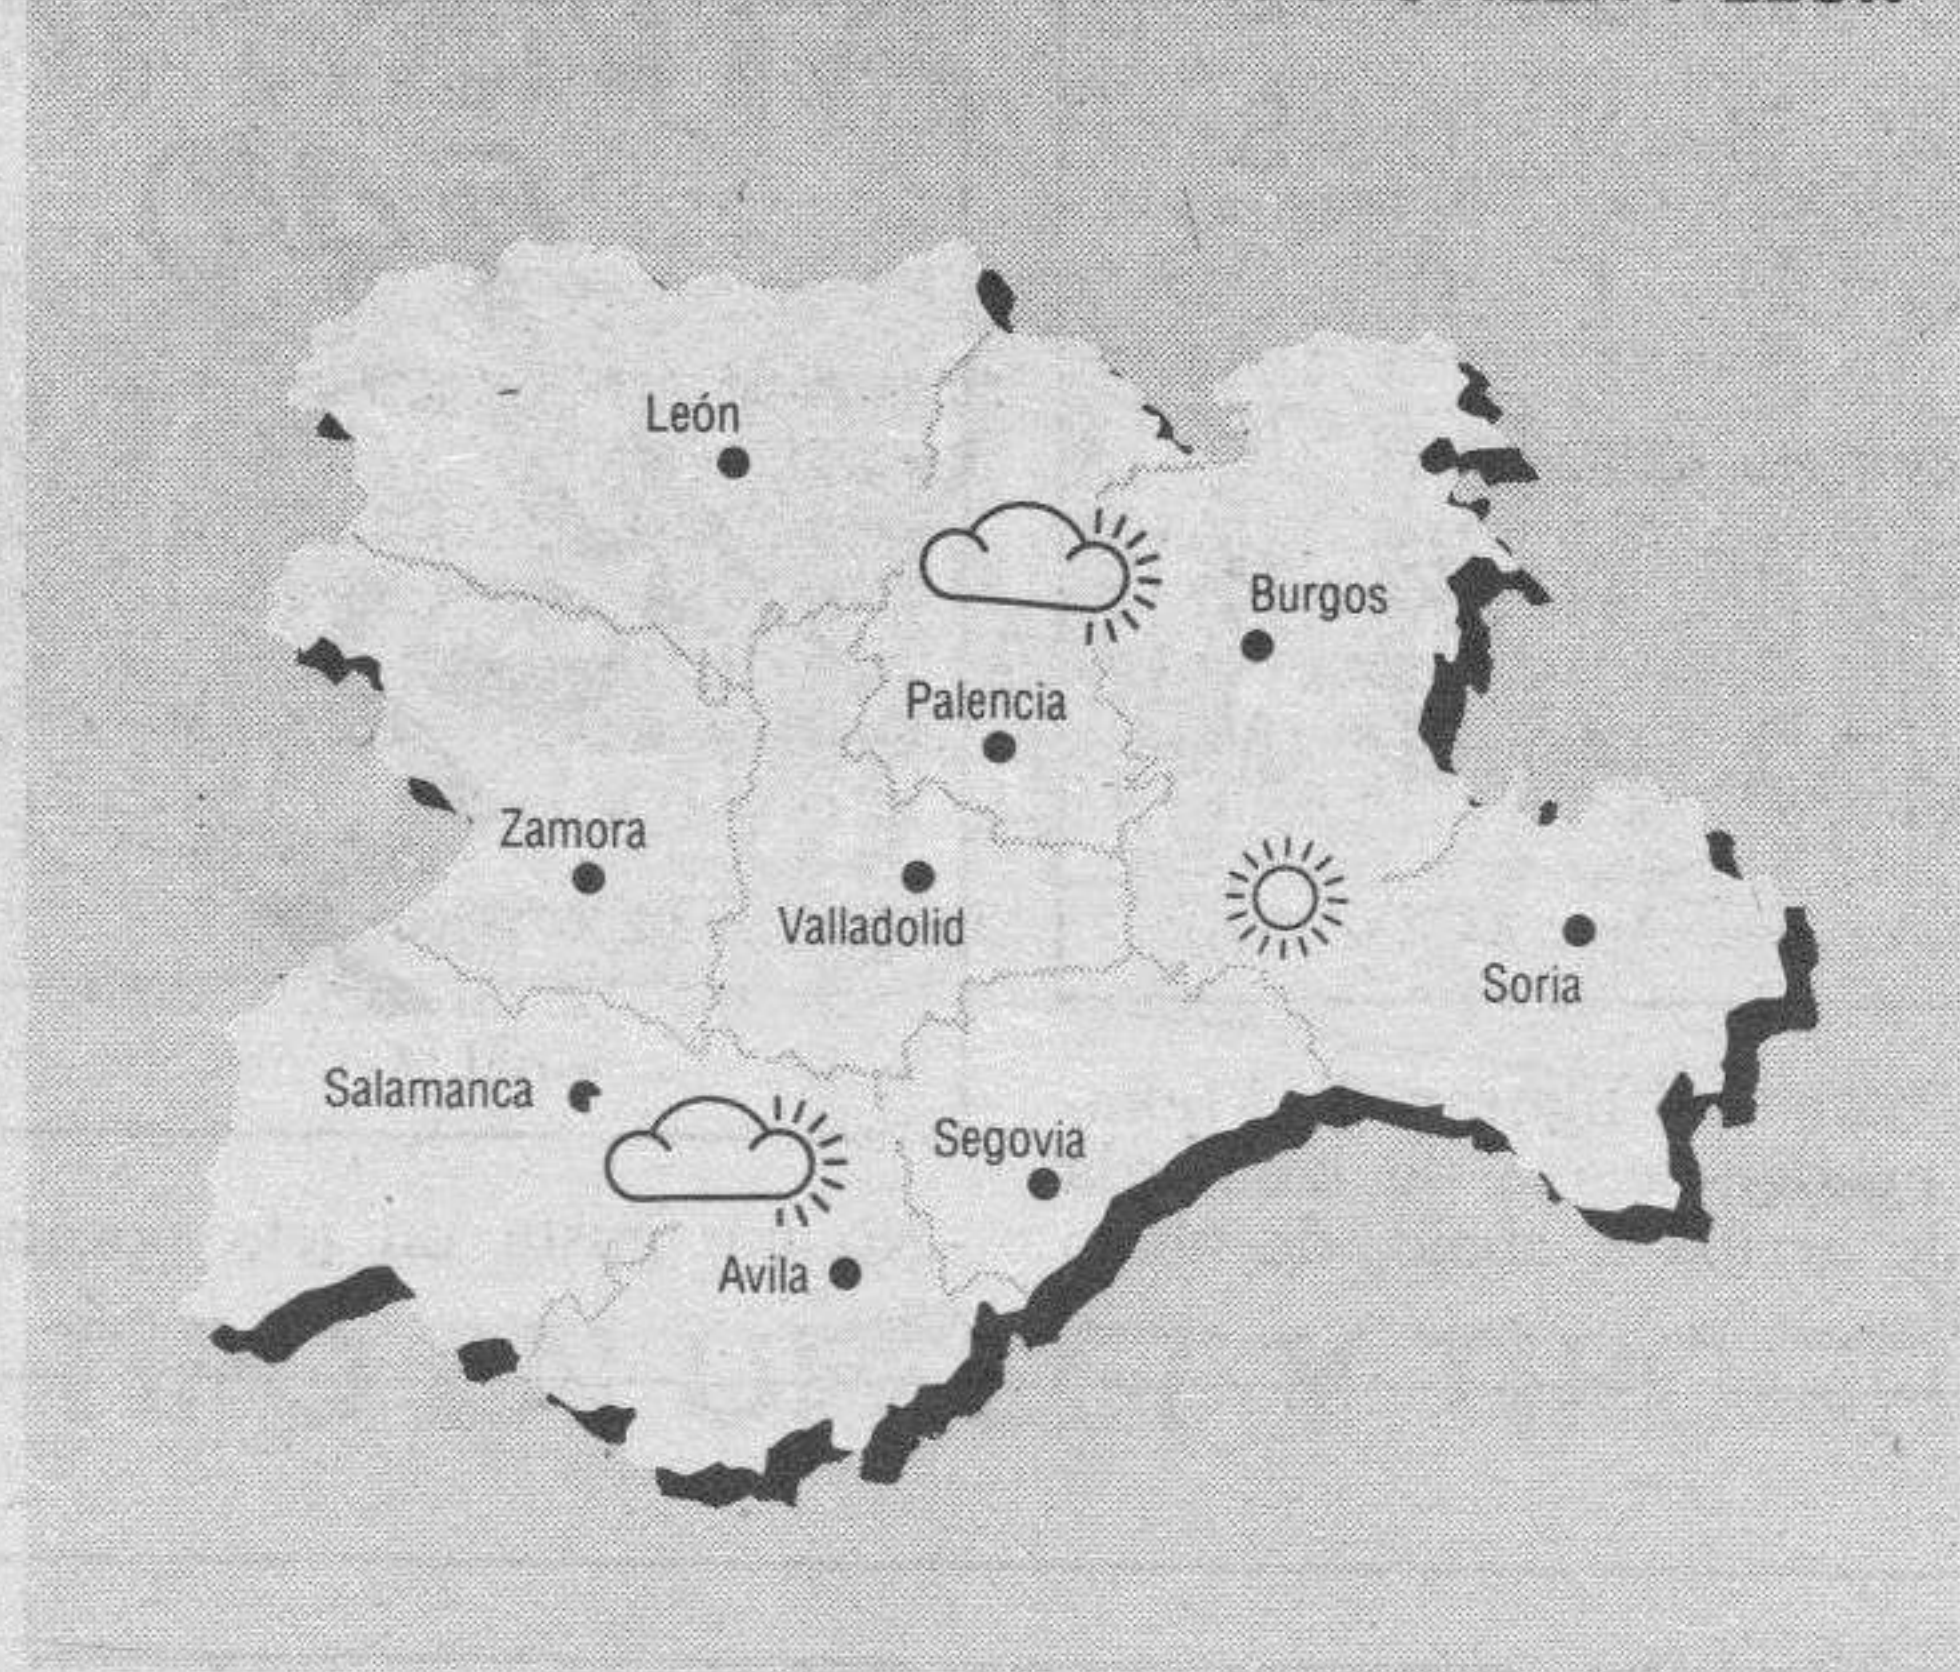 León
Burgos
Palencia
Zamora
Valladolid
Soria
Salamanca
Segovia
Avila